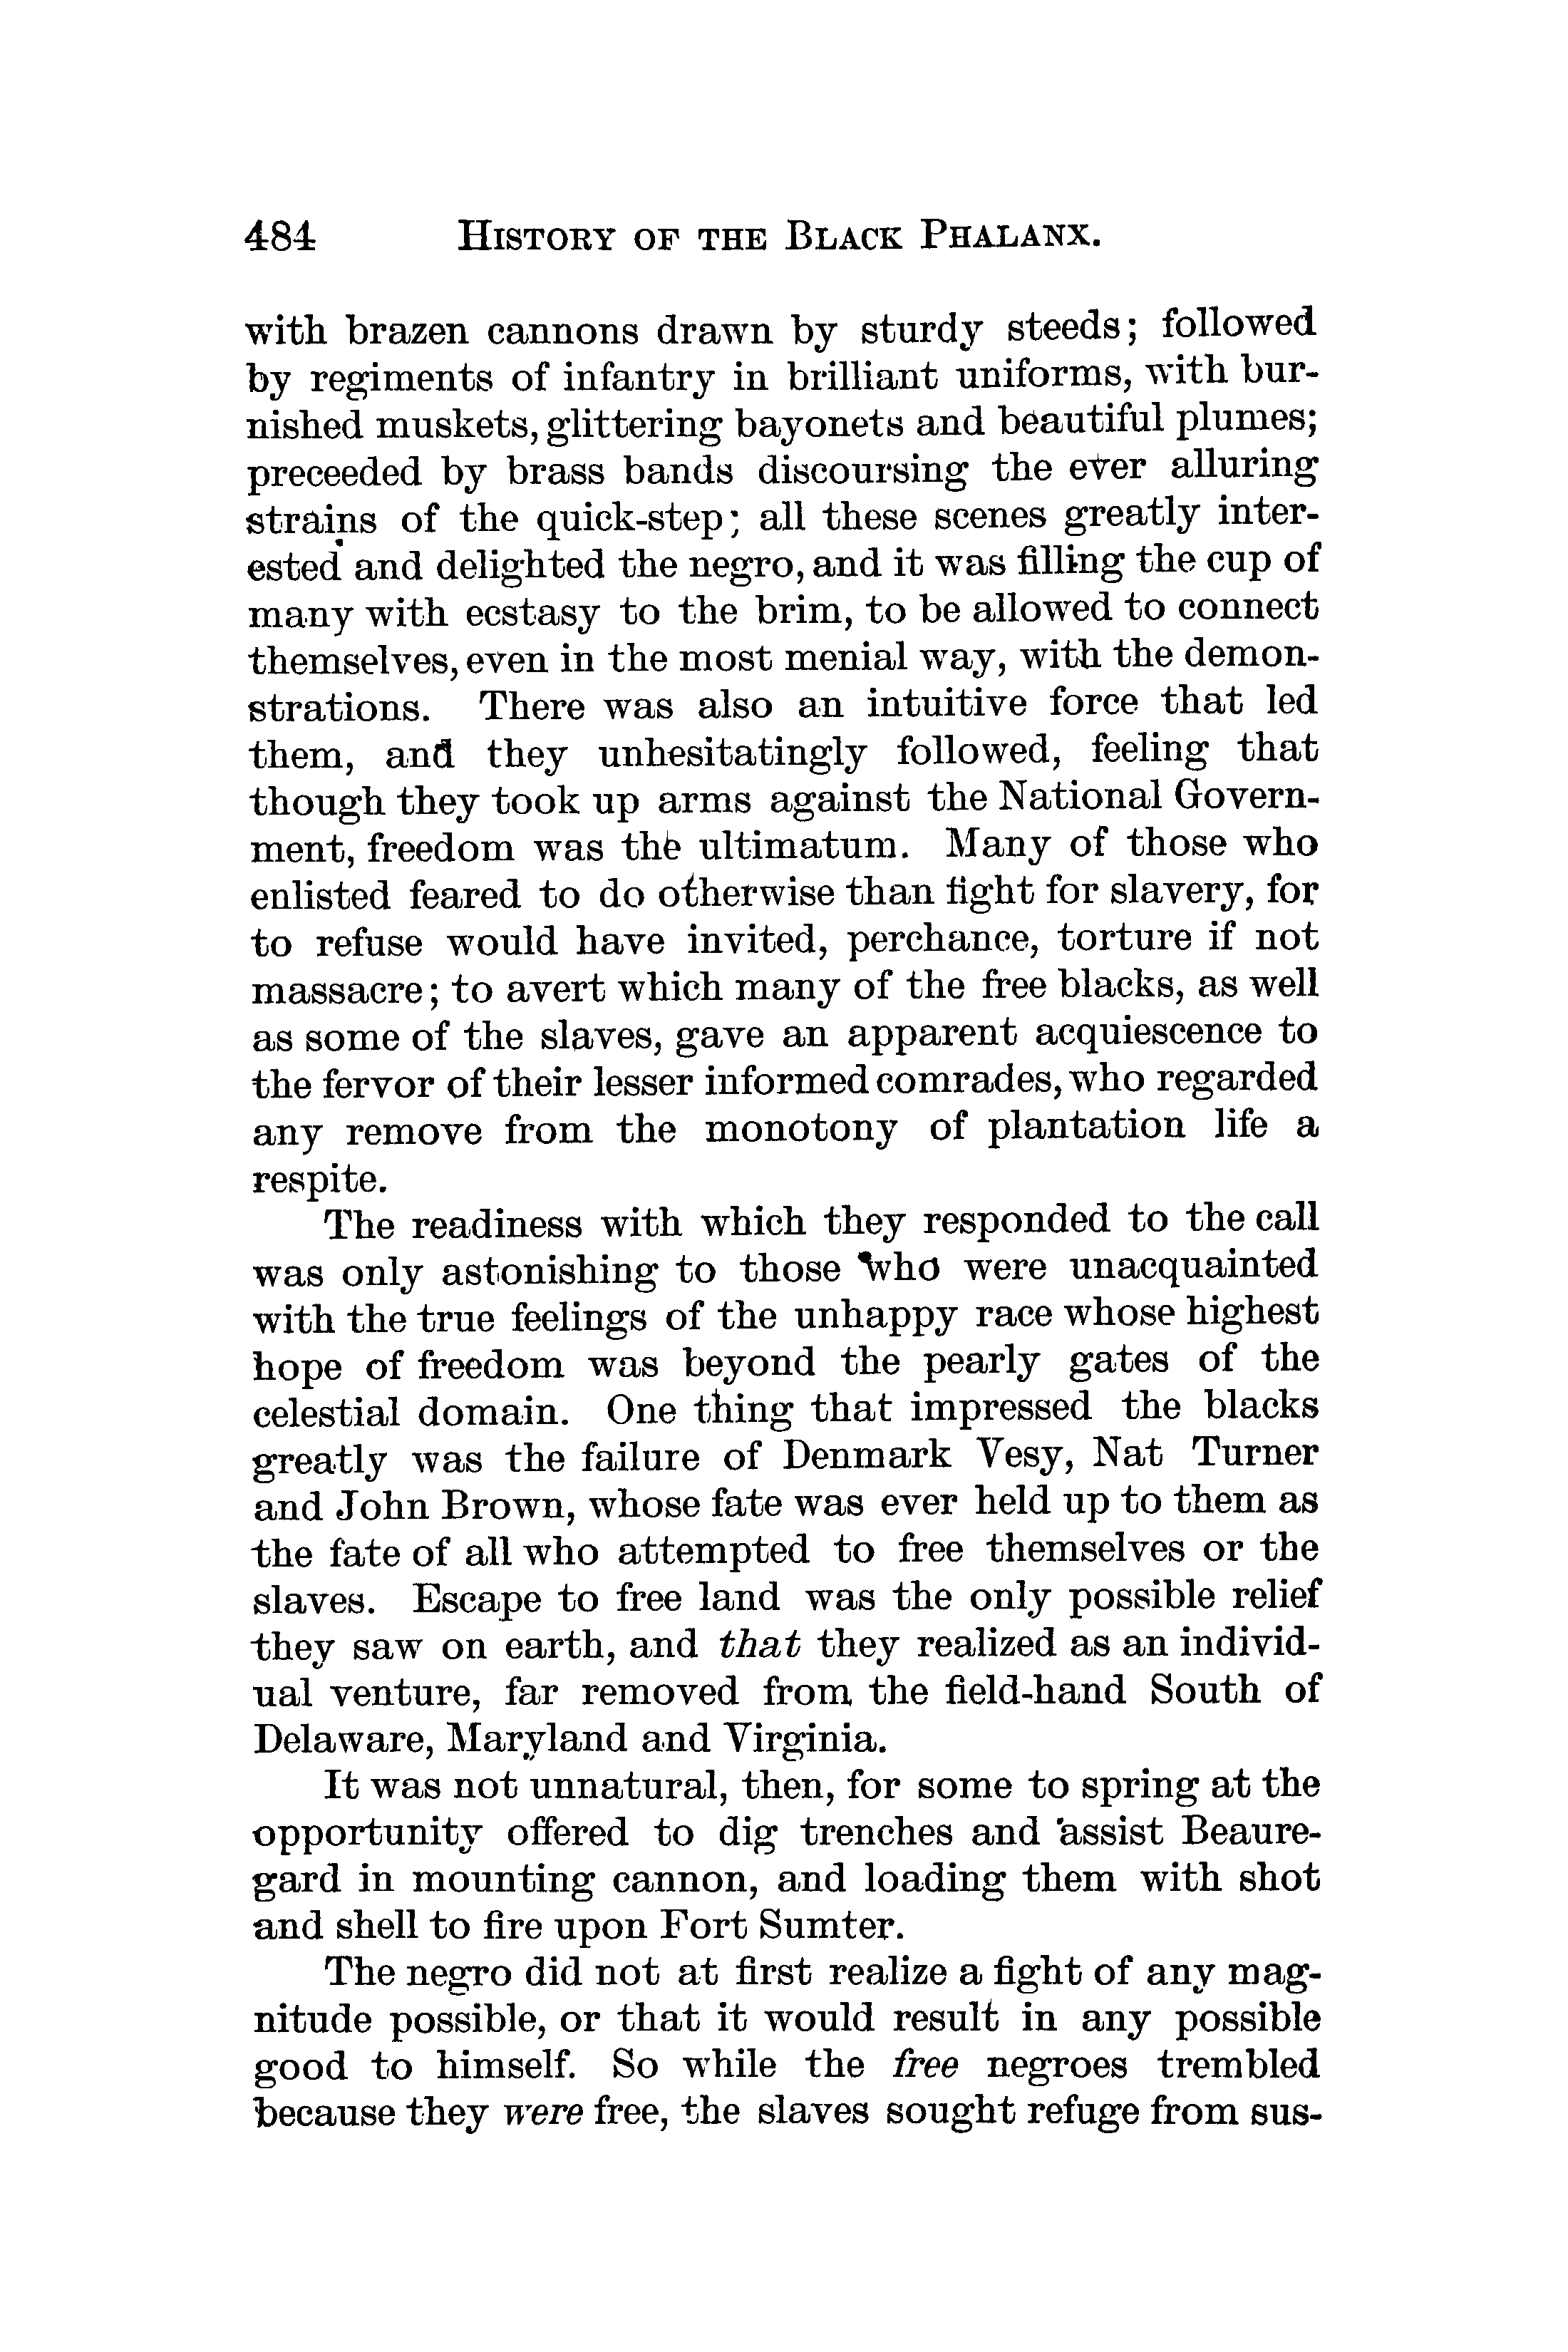 484 HISTORY OF THE BLACK PHALANX.
with brazen cannons drawn by sturdy steeds; followed
by regiments of infantry in brilliant uniforms, with bur-
nished muskets, glittering bayonets and beautiful plumes;
preceeded by brass bands discoursing the ever alluring
strains of the quick-step; all these scenes greatly inter-
ested and delighted the negro, and it was filling the cup of
many with ecstasy to the brim, to be allowed to connect
themselves, even in the most menial way, with the demon-
strations. There was also an intuitive force that led
them, and they unhesitatingly followed, feeling that
though they took up arms against the National Govern-
ment, freedom was the ultimatum. Many of those who
enlisted feared to do otherwise than fight for slavery, for
to refuse would have invited, perchance, torture if not
massacre; to avert which many of the free blacks, as well
as some of the slaves, gave an apparent acquiescence to
the fervor of their lesser informed comrades, who regarded
any remove from the monotony of plantation life a
respite.
The readiness with which they responded to the call
was only astonishing to those who were unacquainted
with the true feelings of the unhappy race whose highest
hope of freedom was beyond the pearly gates of the
celestial domain. One thing that impressed the blacks
greatly was the failure of Denmark Vesy, Nat Turner
and John Brown, whose fate was ever held up to them as
the fate of all who attempted to free themselves or the
slaves. Escape to free land was the only possible relief
they saw on earth, and that they realized as an individ-
ual venture, far removed from the field-hand South of
Delaware, Maryland and Virginia.
It was not unnatural, then, for some to spring at the
opportunity offered to dig trenches and assist Beaure-
gard in mounting cannon, and loading them with shot
and shell to fire upon Fort Sumter.
The negro did not at first realize a fight of any mag-
nitude possible, or that it would result in any possible
good to himself. So while the free negroes trembled
because they were free, the slaves sought refuge from sus-